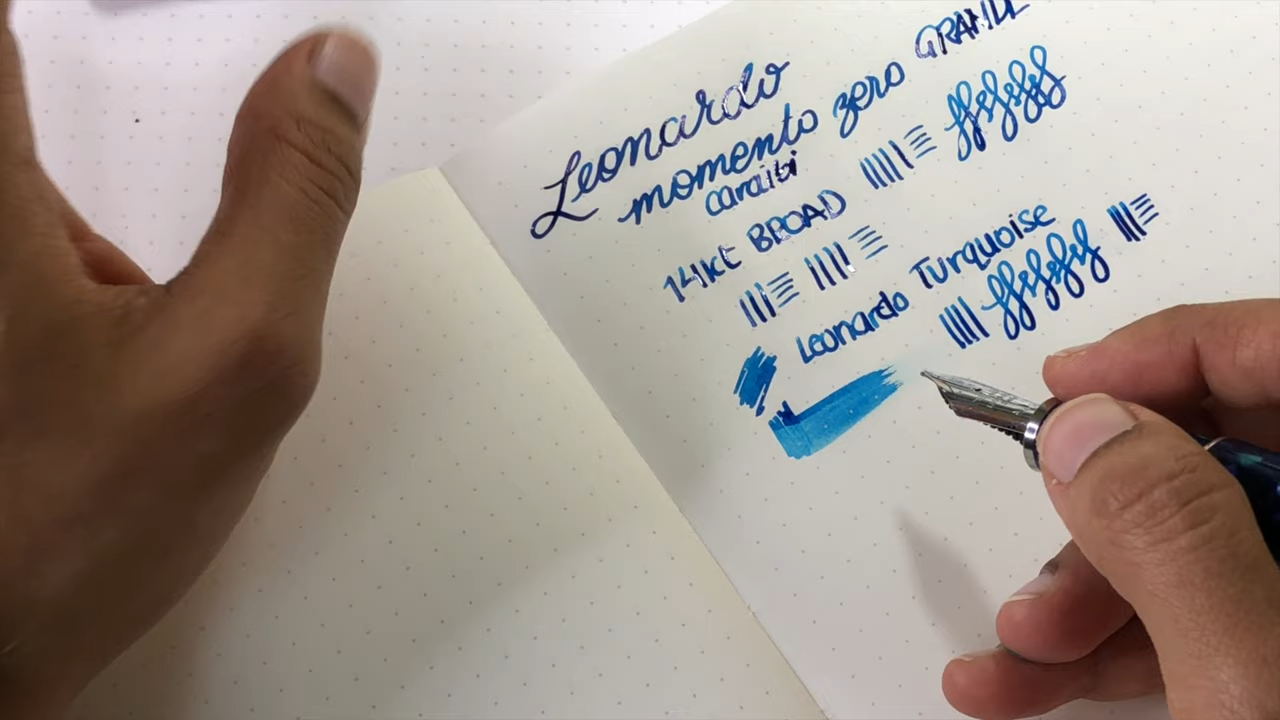 Leonardo
momento zero GRANDE
caraibi
14kt BROAD
Leonardo Turquoise